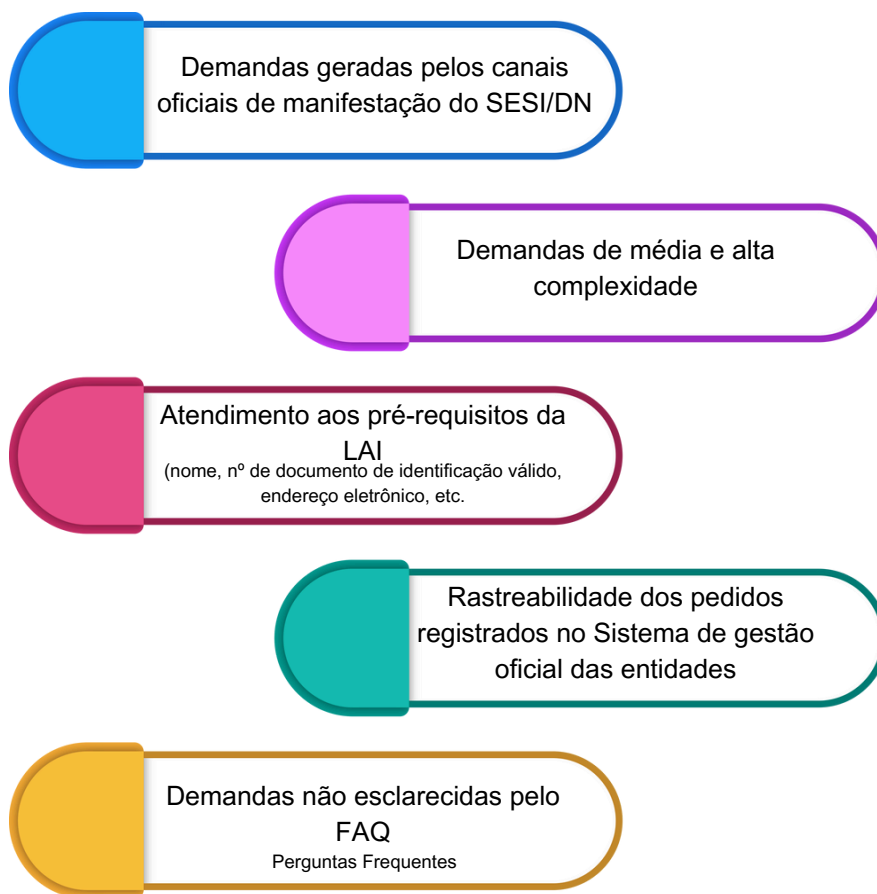 Demandas geradas pelos canais
oficiais de manifestação do SESI/DN
Demandas de média e alta
complexidade
Atendimento aos pré-requisitos da
LAI
(nome, nº de documento de identificação válido,
endereço eletrônico, etc.
Rastreabilidade dos pedidos
registrados no Sistema de gestão
oficial das entidades
Demandas não esclarecidas pelo
FAQ
Perguntas Frequentes